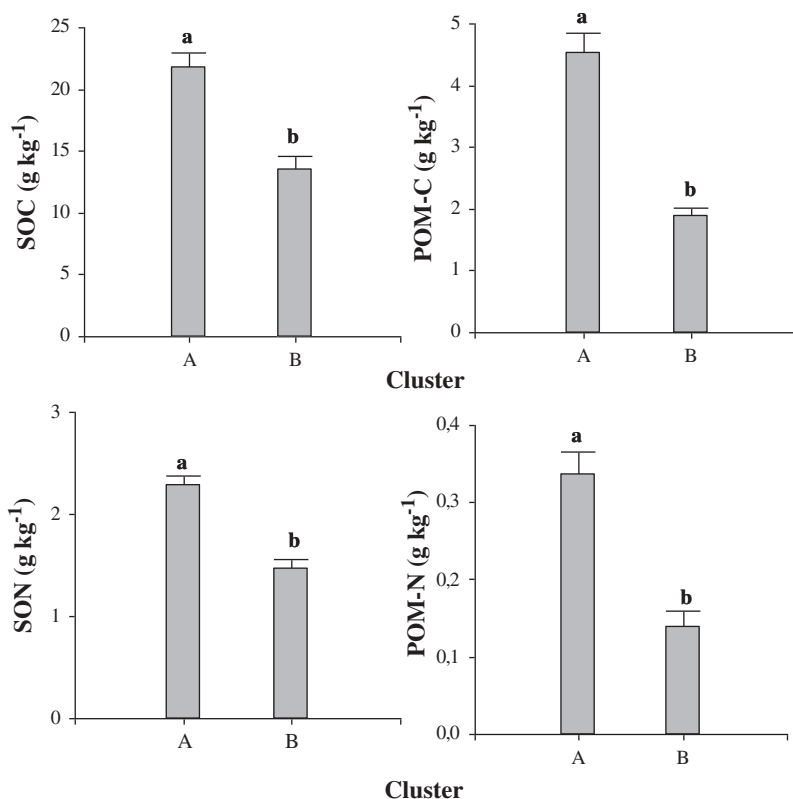 25
20
15
10
5
0
SOC (g kg-1)
a
b
A
B
5
4
3
2
1
0
POM-C (g kg-1)
a
b
A
B
Cluster
3
2
1
0
SON (g kg-1)
a
b
A
B
0,4
0,3
0,2
0,1
0,0
POM-N (g kg-1)
a
b
A
B
Cluster